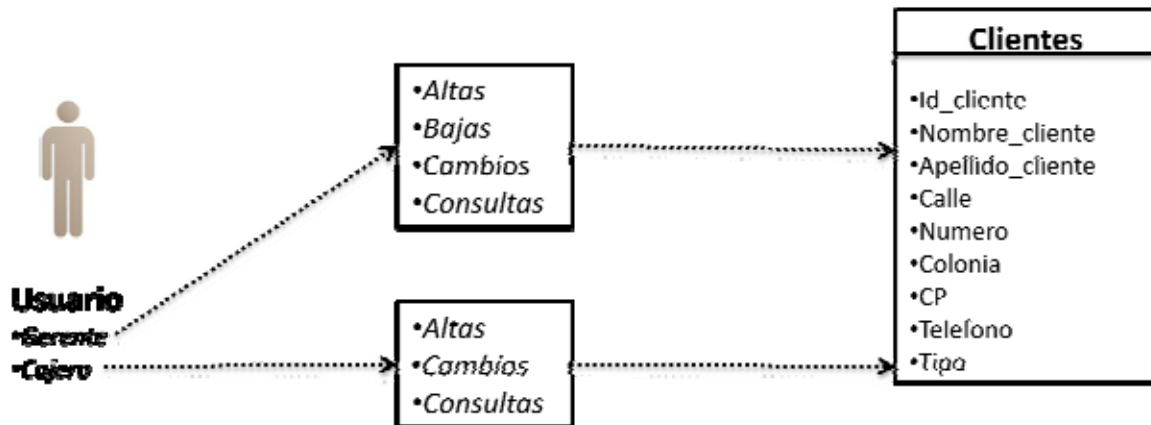 Usuario
•Gerente
•Cajero
•Altas
•Bajas
•Cambios
•Consultas
•Altas
•Cambios
•Consultas
Clientes
•Id_cliente
•Nombre_cliente
•Apellido_cliente
•Calle
•Numero
•Colonia
•CP
•Telefono
•Tipo